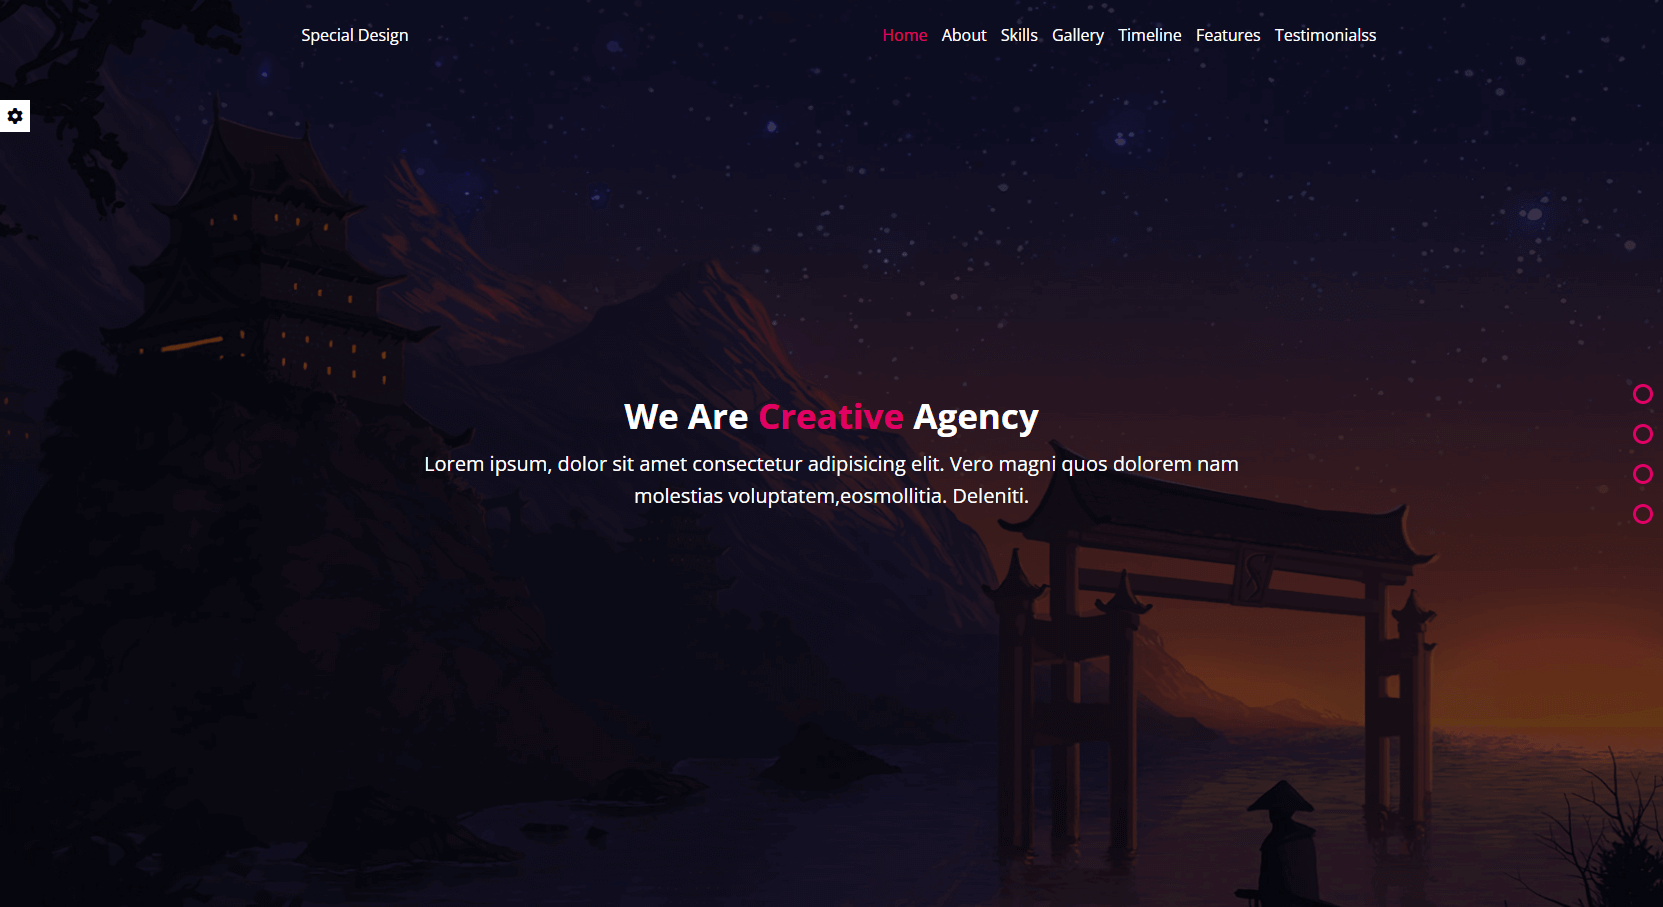 Special Design
Home About Skills Gallery Timeline Features Testimonialss
We Are Creative Agency
Lorem ipsum, dolor sit amet consectetur adipisicing elit. Vero magni quos dolorem nam
molestias voluptatem,eosmollitia. Deleniti.